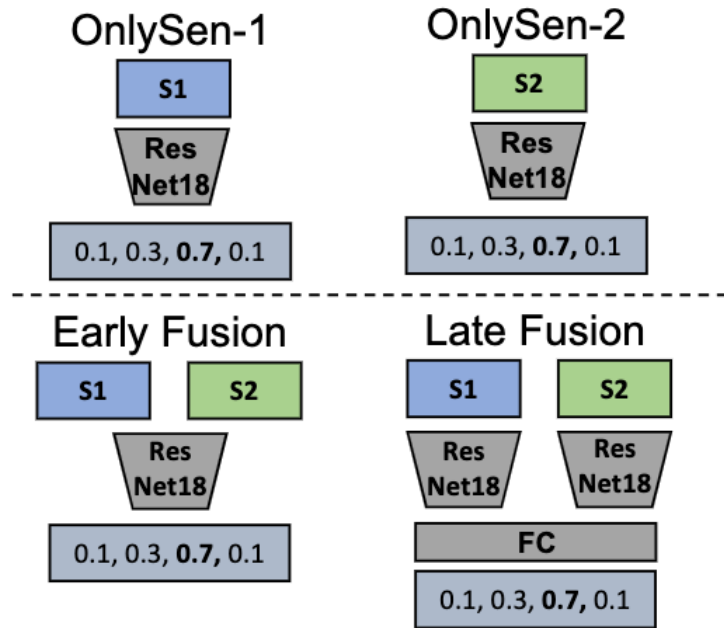 OnlySen-1
S1
Res
Net18
0.1, 0.3, 0.7, 0.1
OnlySen-2
S2
Res
Net18
0.1, 0.3, 0.7, 0.1
Early Fusion
S1
S2
Res
Net18
0.1, 0.3, 0.7, 0.1
Late Fusion
S1
S2
Res
Net18
Res
Net18
FC
0.1, 0.3, 0.7, 0.1